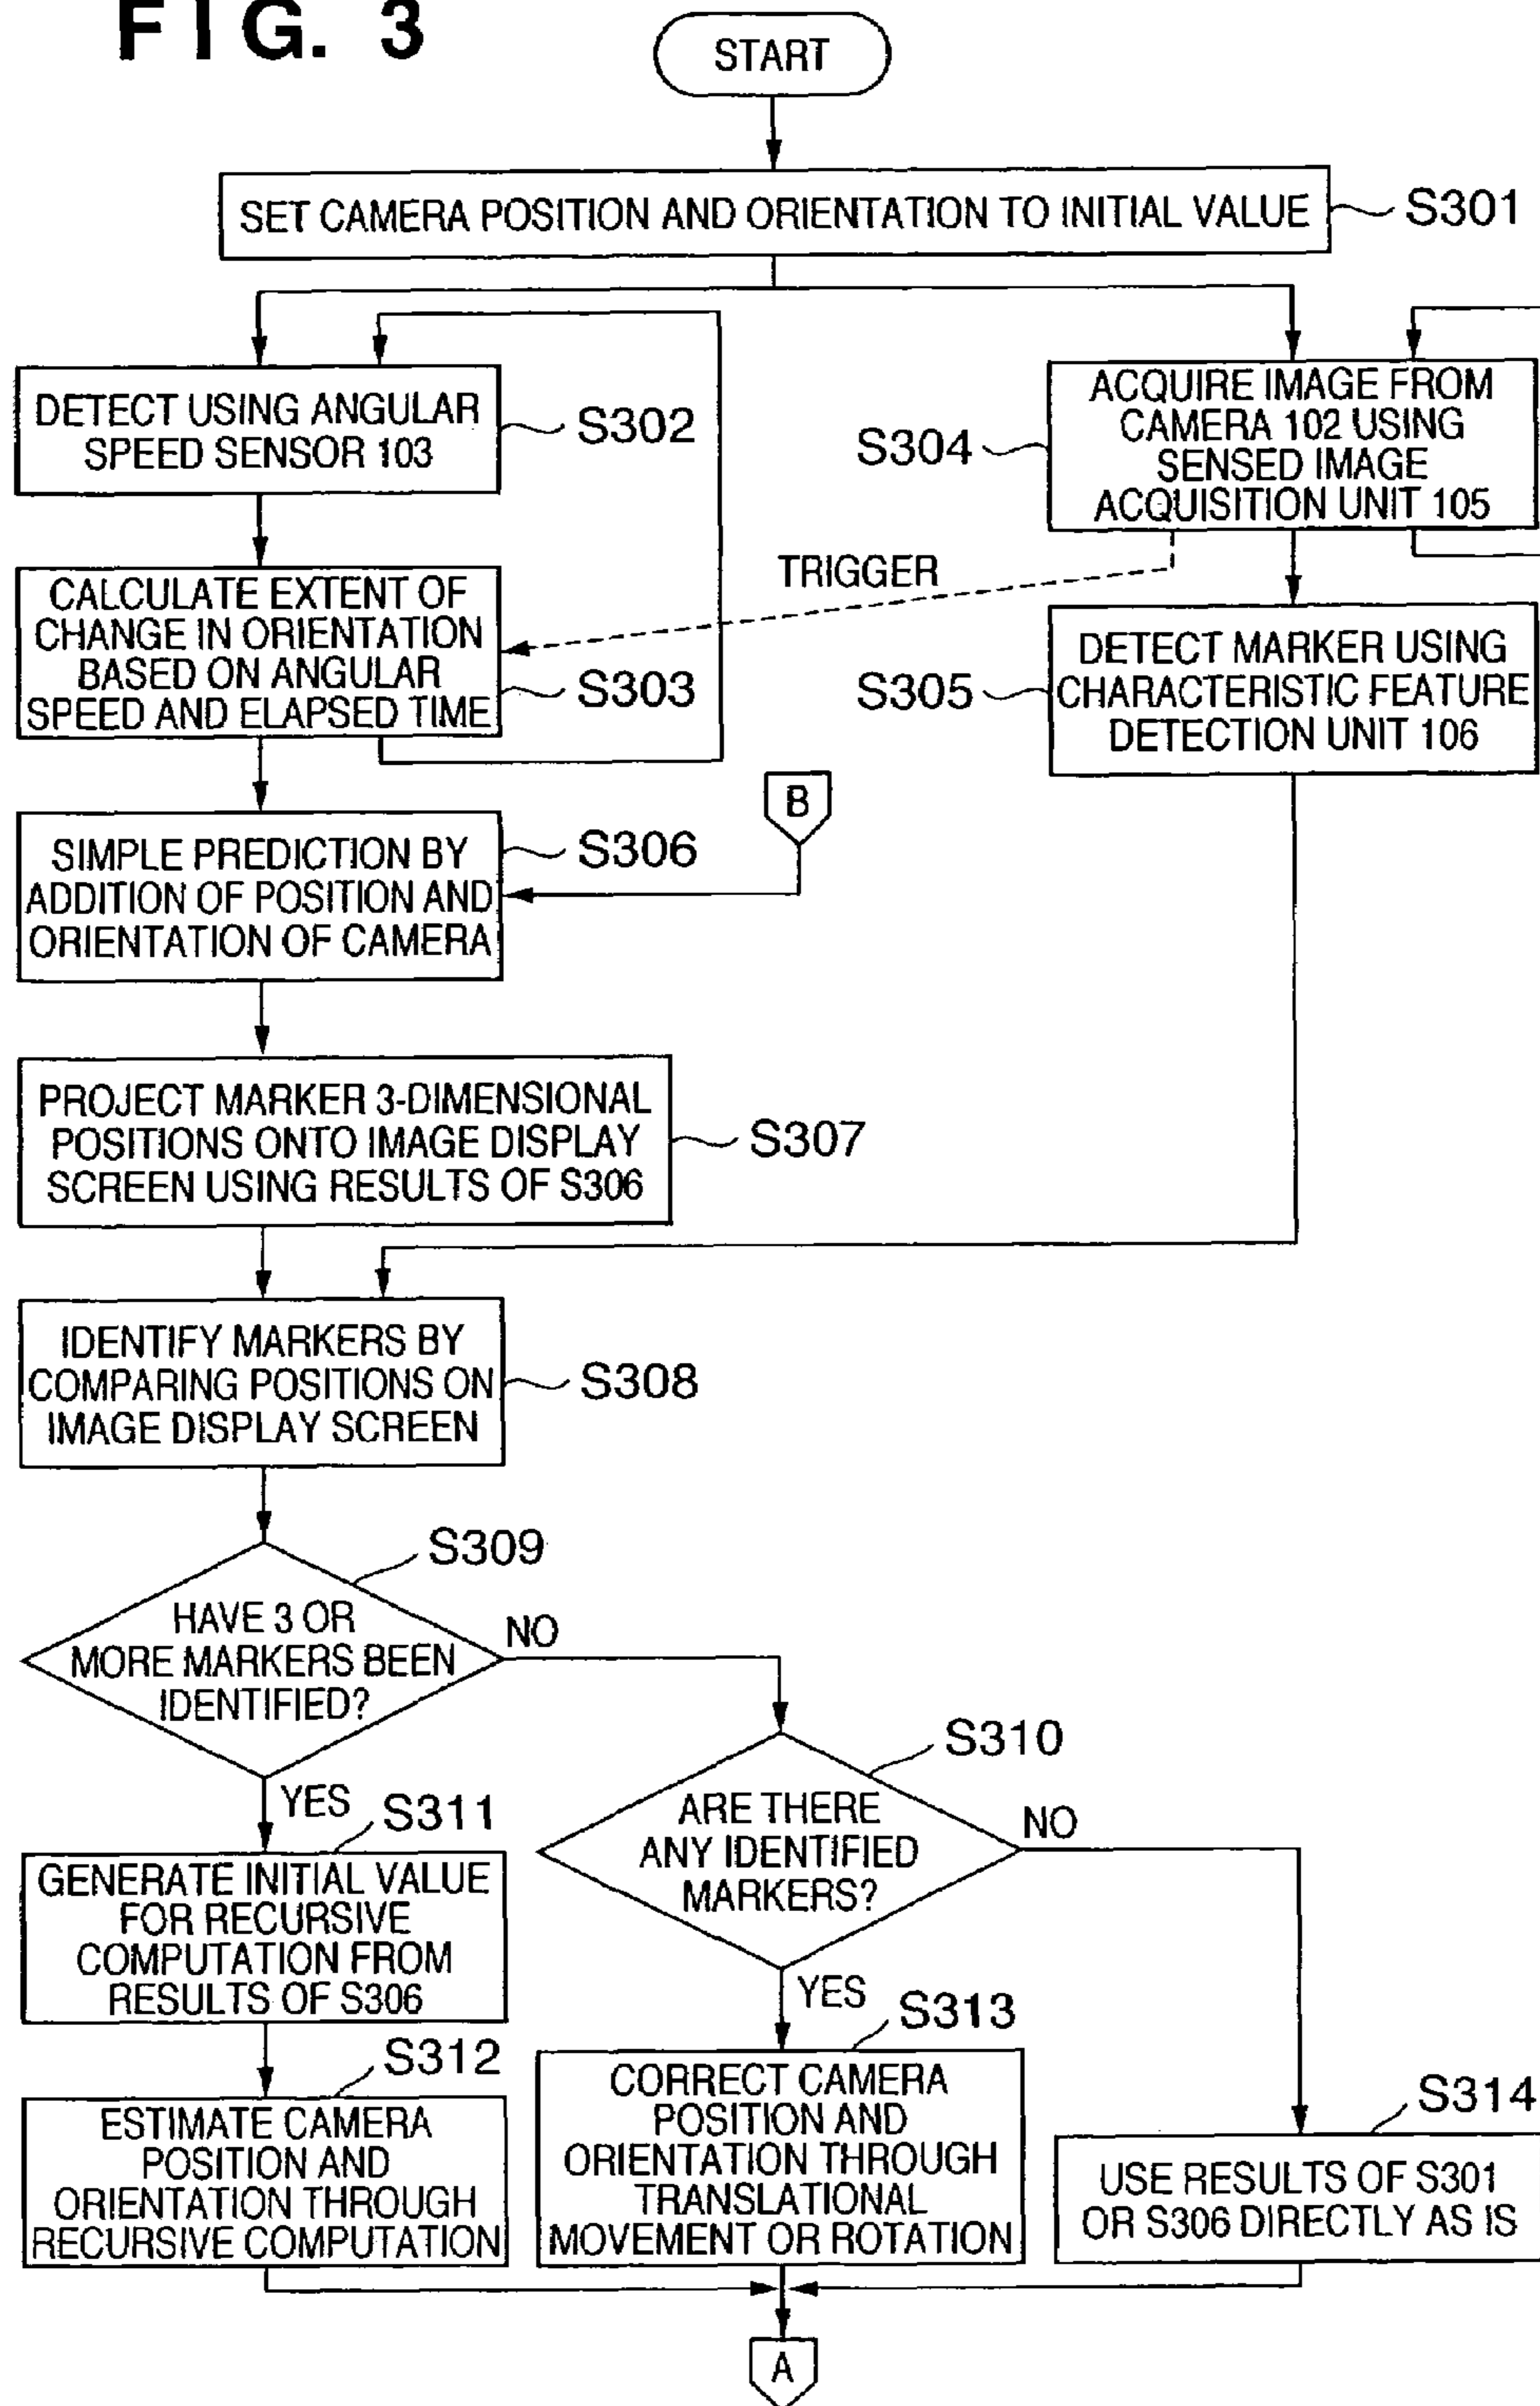 FIG. 3
START
SET CAMERA POSITION AND ORIENTATION TO INITIAL VALUE
S301
DETECT USING ANGULAR
SPEED SENSOR 103
S302
S304
ACQUIRE IMAGE FROM
CAMERA 102 USING
SENSED IMAGE
ACQUISITION UNIT 105
TRIGGER
CALCULATE EXTENT OF
CHANGE IN ORIENTATION
BASED ON ANGULAR
SPEED AND ELAPSED TIME
S303
S305
DETECT MARKER USING
CHARACTERISTIC FEATURE
DETECTION UNIT 106
B
SIMPLE PREDICTION BY
ADDITION OF POSITION AND
ORIENTATION OF CAMERA
S306
PROJECT MARKER 3-DIMENSIONAL
POSITIONS ONTO IMAGE DISPLAY
SCREEN USING RESULTS OF S306
S307
IDENTIFY MARKERS BY
COMPARING POSITIONS ON
IMAGE DISPLAY SCREEN
S308
S309
HAVE 3 OR
MORE MARKERS BEEN
IDENTIFIED?
NO
YES
S310
ARE THERE
ANY IDENTIFIED
MARKERS?
NO
YES
S311
GENERATE INITIAL VALUE
FOR RECURSIVE
COMPUTATION FROM
RESULTS OF S306
S312
ESTIMATE CAMERA
POSITION AND
ORIENTATION THROUGH
RECURSIVE COMPUTATION
S313
CORRECT CAMERA
POSITION AND
ORIENTATION THROUGH
TRANSLATIONAL
MOVEMENT OR ROTATION
S314
USE RESULTS OF S301
OR S306 DIRECTLY AS IS
A